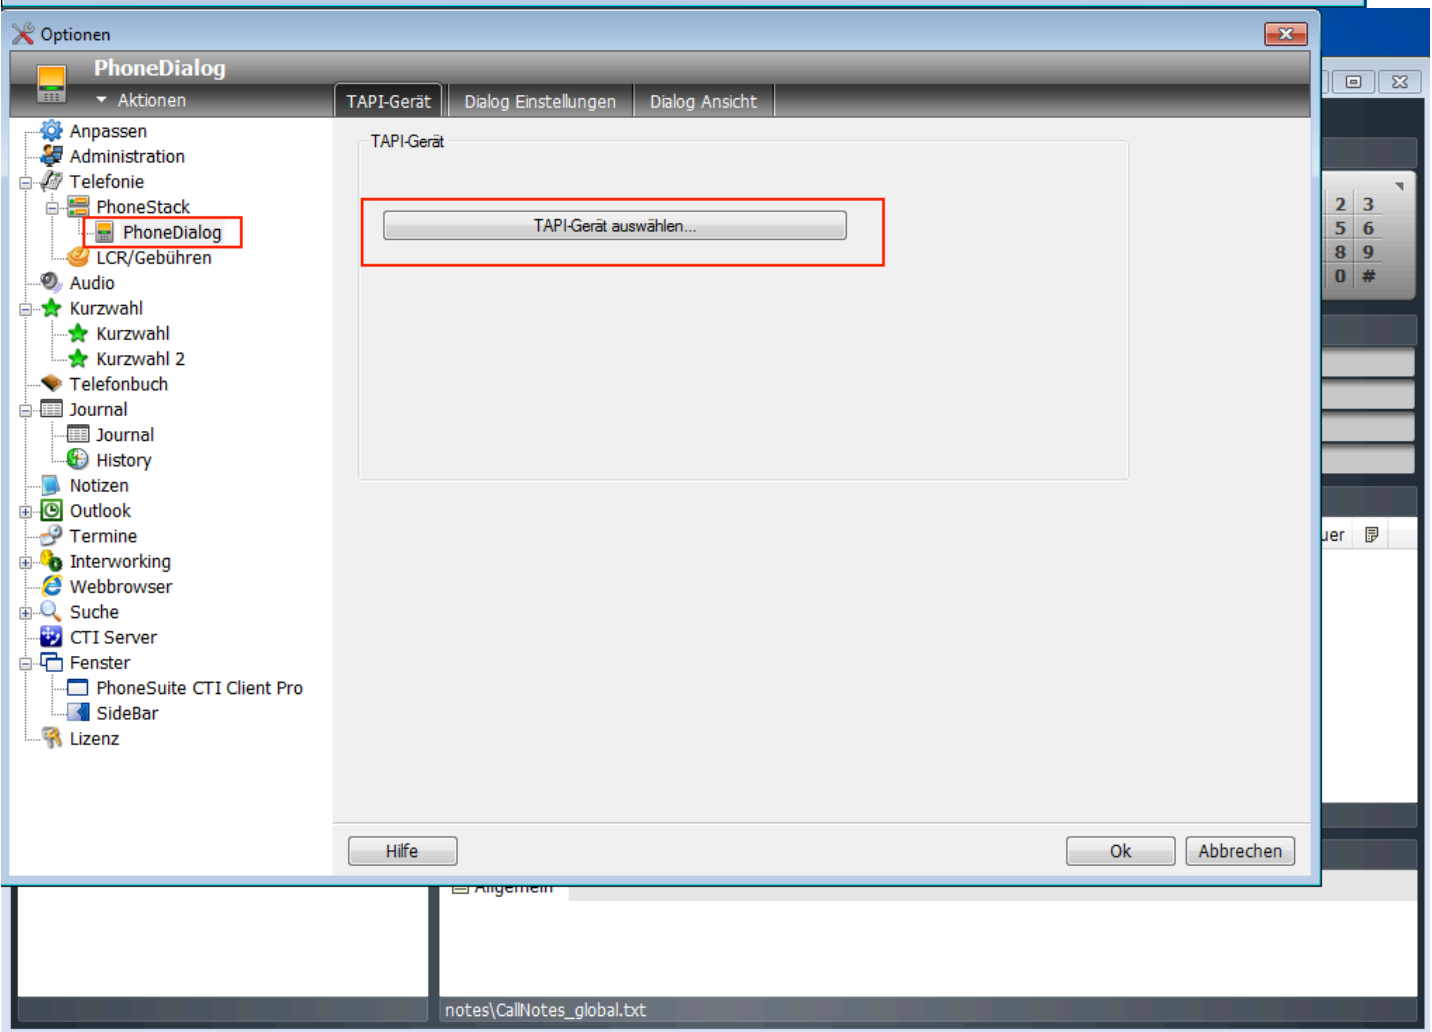 Optionen
PhoneDialog
Aktionen
TAPI-Gerät
Dialog Einstellungen
Dialog Ansicht
Anpassen
Administration
Telefonie
PhoneStack
PhoneDialog
LCR/Gebühren
Audio
Kurzwahl
Kurzwahl
Kurzwahl 2
Telefonbuch
Journal
Journal
History
Notizen
Outlook
Termine
Interworking
Webbrowser
Suche
CTI Server
Fenster
PhoneSuite CTI Client Pro
SideBar
Lizenz
TAPI-Gerät
TAPI-Gerät auswählen...
Hilfe
Ok
Abbrechen
2 3
5 6
8 9
0 #
uer
Allgemein
notes\CallNotes_global.txt